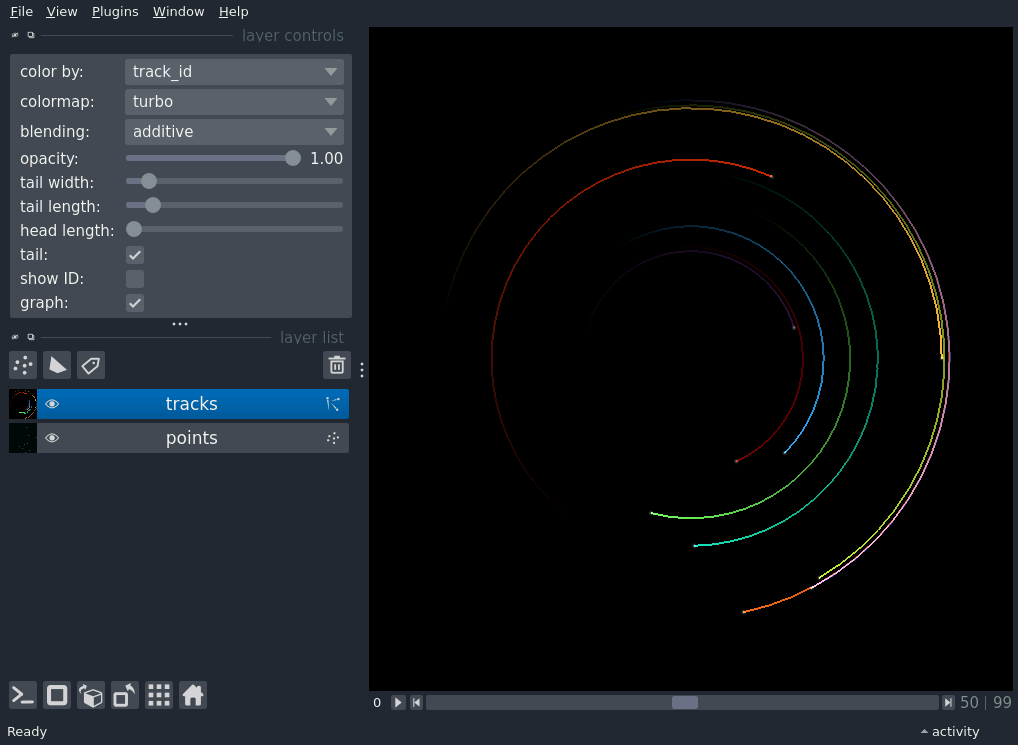 File View Plugins Window Help
layer controls
color by: track_id
colormap: turbo
blending: additive
opacity: 1.00
tail width:
tail length:
head length:
tail:
show ID:
graph:
layer list
tracks
points
0 50 | 99
Ready activity